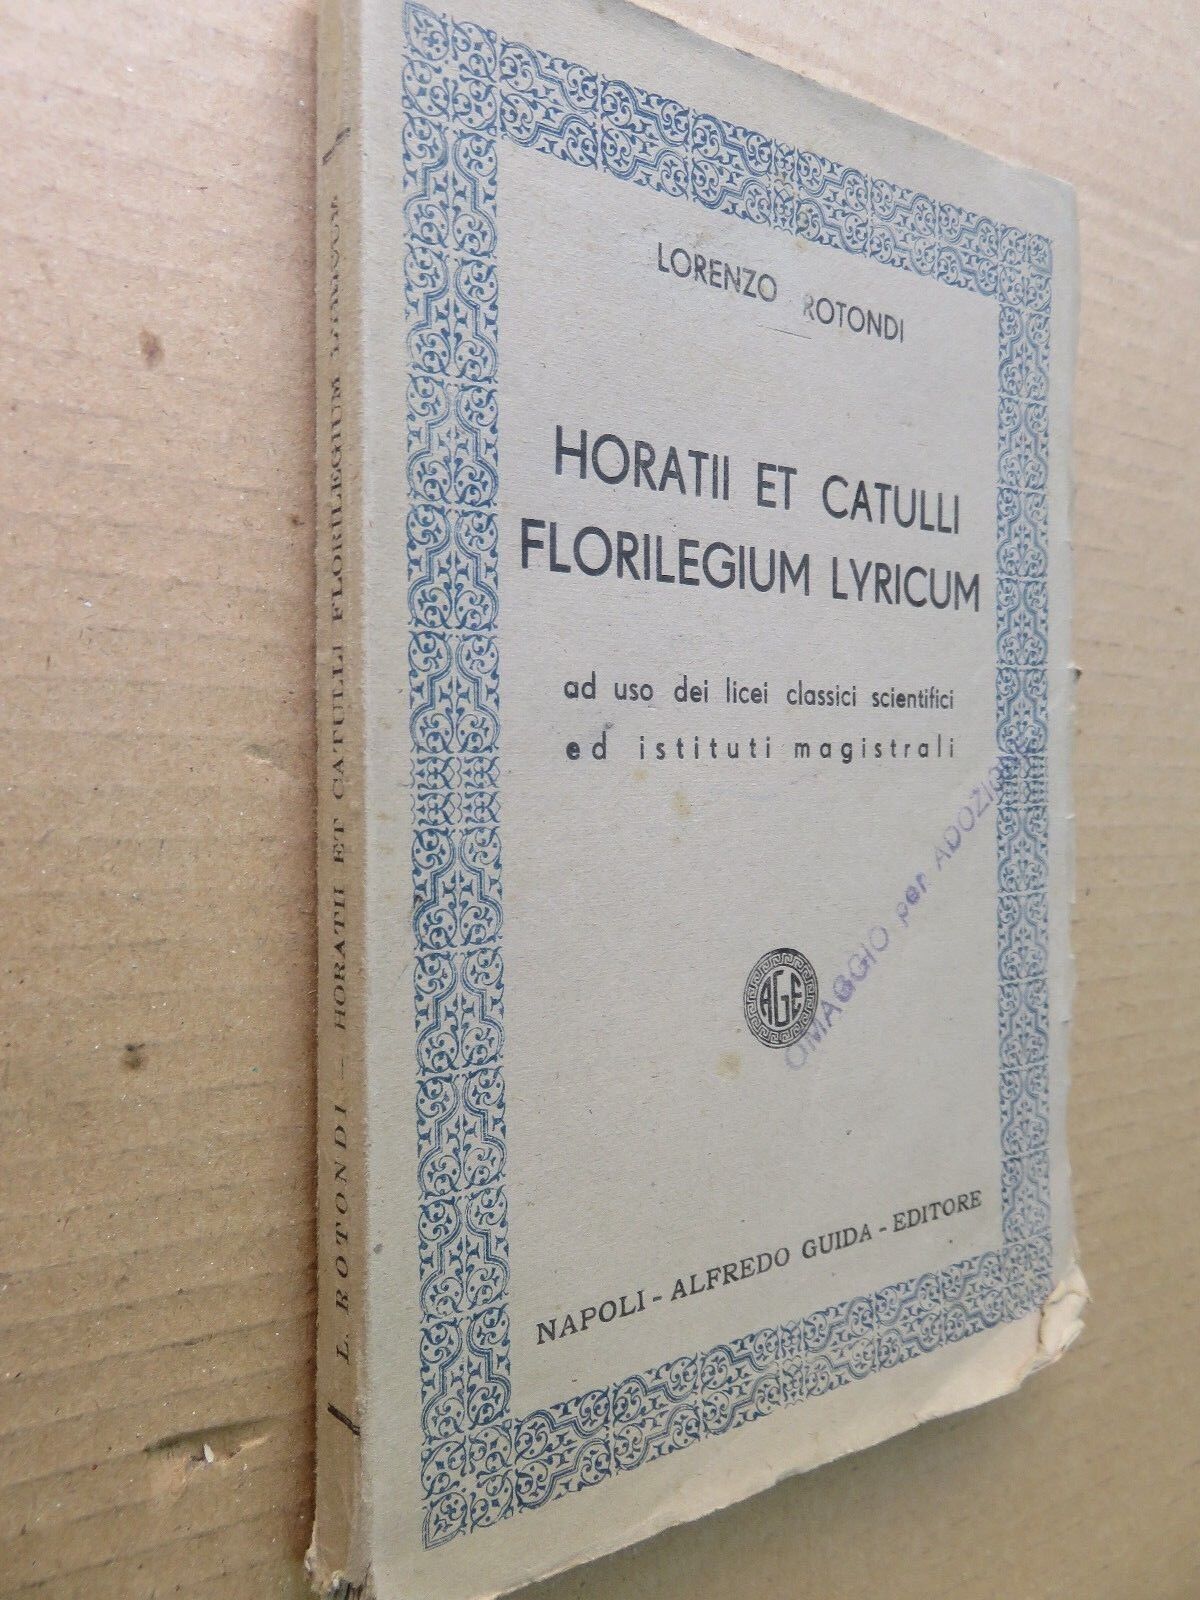 LORENZO ROTONDI
HORATII ET CATULLI
FLORILEGIUM LYRICUM
ad uso dei licei classici scientifici
ed istituti magistrali
AGE
OMAGGIO per ADOZIONE
NAPOLI - ALFREDO GUIDA - EDITORE
L. ROTONDI - HORATII ET CATULLI FLORILEGIUM LYRICUM